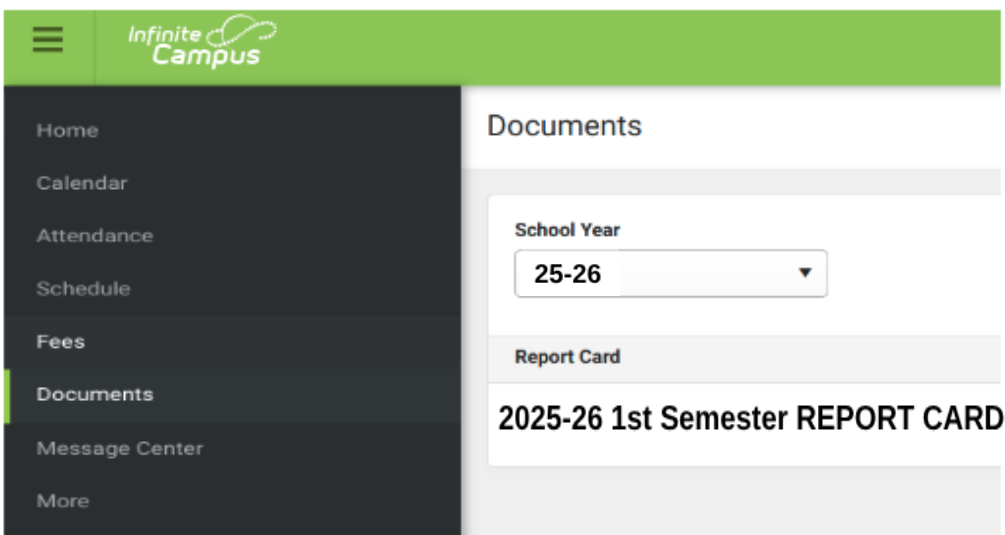 Infinite
Campus
Home
Calendar
Attendance
Schedule
Fees
Documents
Message Center
More
Documents
School Year
25-26
Report Card
2025-26 1st Semester REPORT CARD